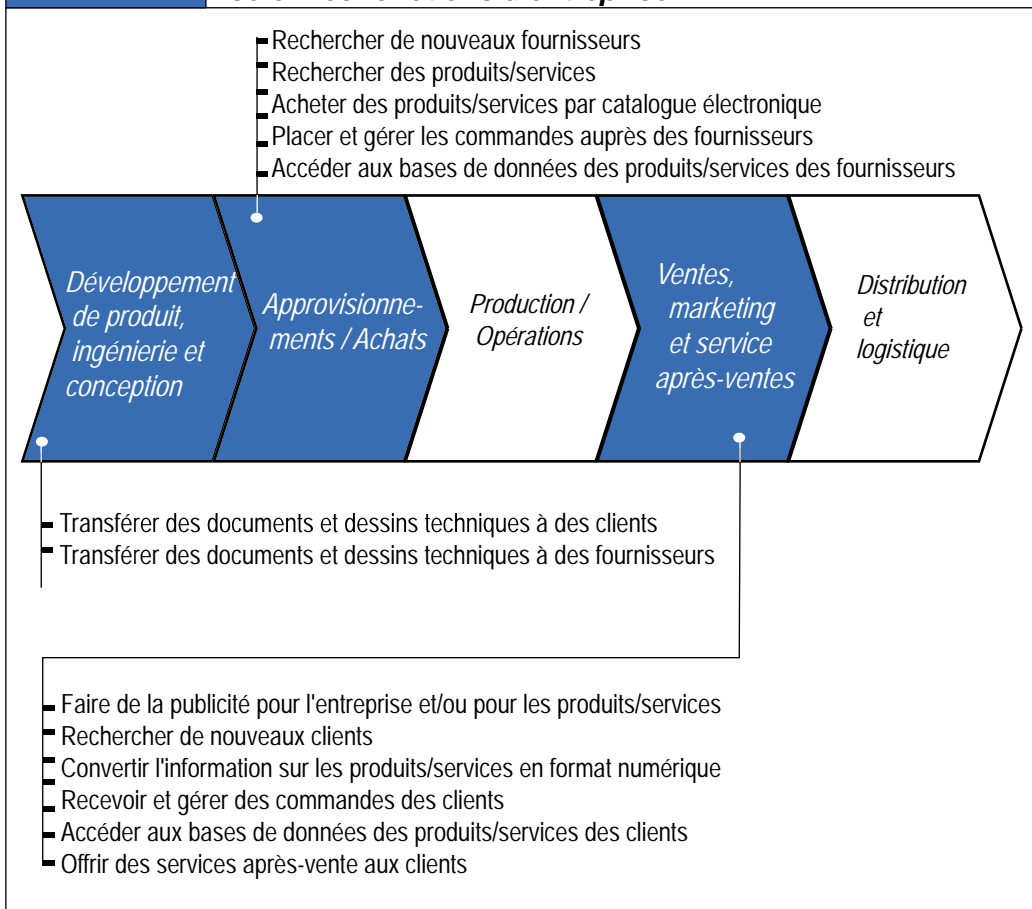 Rechercher de nouveaux fournisseurs
Rechercher des produits/services
Acheter des produits/services par catalogue électronique
Placer et gérer les commandes auprès des fournisseurs
Accéder aux bases de données des produits/services des fournisseurs
Développement
de produit,
ingénierie et
conception
Approvisionne-
ments / Achats
Production /
Opérations
Ventes,
marketing
et service
après-ventes
Distribution
et
logistique
Transférer des documents et dessins techniques à des clients
Transférer des documents et dessins techniques à des fournisseurs
Faire de la publicité pour l'entreprise et/ou pour les produits/services
Rechercher de nouveaux clients
Convertir l'information sur les produits/services en format numérique
Recevoir et gérer des commandes des clients
Accéder aux bases de données des produits/services des clients
Offrir des services après-vente aux clients